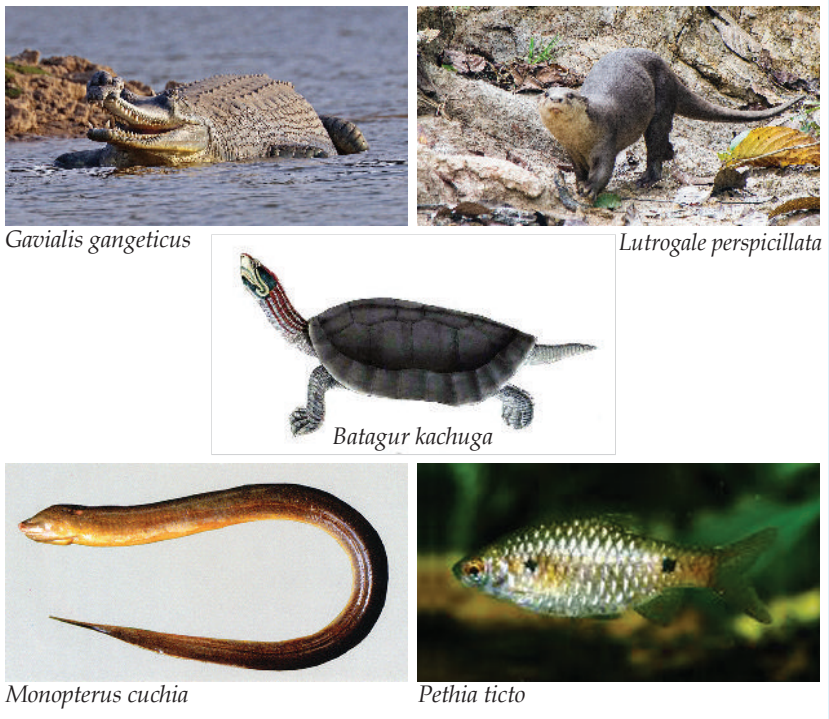 Gavialis gangeticus
Lutrogale perspicillata
Batagur kachuga
Monopterus cuchia
Pethia ticto